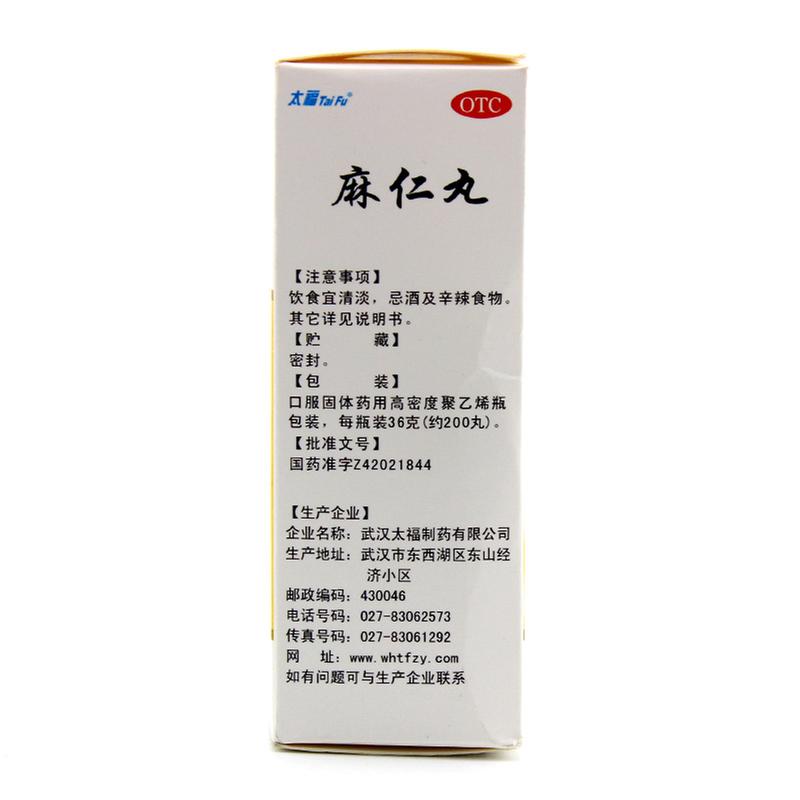 太福TaiFu®
OTC
麻仁丸
【注意事项】
饮食宜清淡，忌酒及辛辣食物。
其它详见说明书。
【贮 藏】
密封。
【包 装】
口服固体药用高密度聚乙烯瓶
包装，每瓶装36克(约200丸)。
【批准文号】
国药准字Z42021844
【生产企业】
企业名称：武汉太福制药有限公司
生产地址：武汉市东西湖区东山经
济小区
邮政编码：430046
电话号码：027-83062573
传真号码：027-83061292
网 址：www.whtfzy.com
如有问题可与生产企业联系